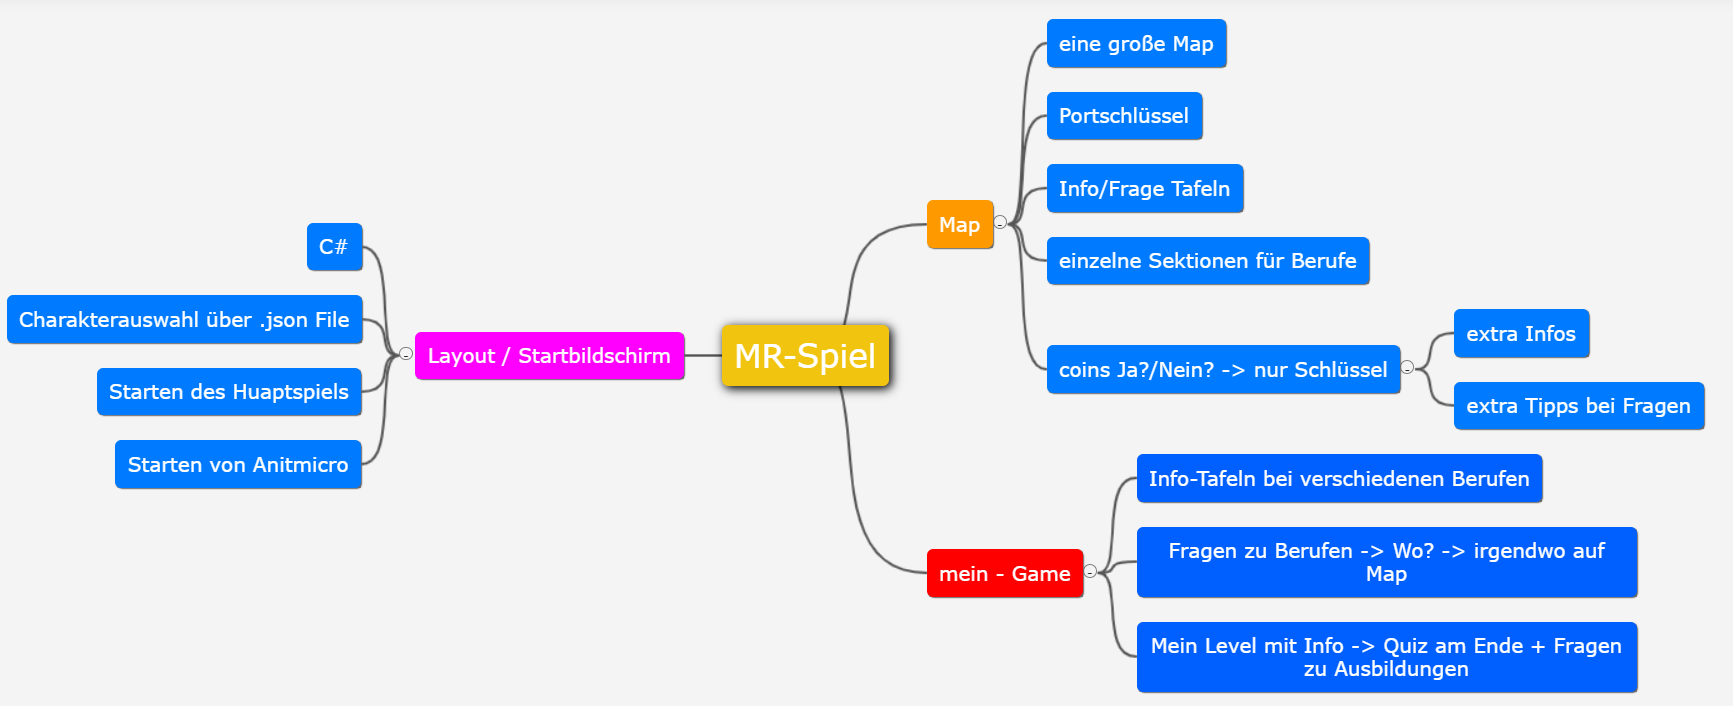 MR-Spiel
Layout / Startbildschirm
C#
Charakterauswahl über .json File
Starten des Huaptspiels
Starten von Anitmicro
Map
eine große Map
Portschlüssel
Info/Frage Tafeln
einzelne Sektionen für Berufe
coins Ja?/Nein? -> nur Schlüssel
extra Infos
extra Tipps bei Fragen
mein - Game
Info-Tafeln bei verschiedenen Berufen
Fragen zu Berufen -> Wo? -> irgendwo auf
Map
Mein Level mit Info -> Quiz am Ende + Fragen
zu Ausbildungen